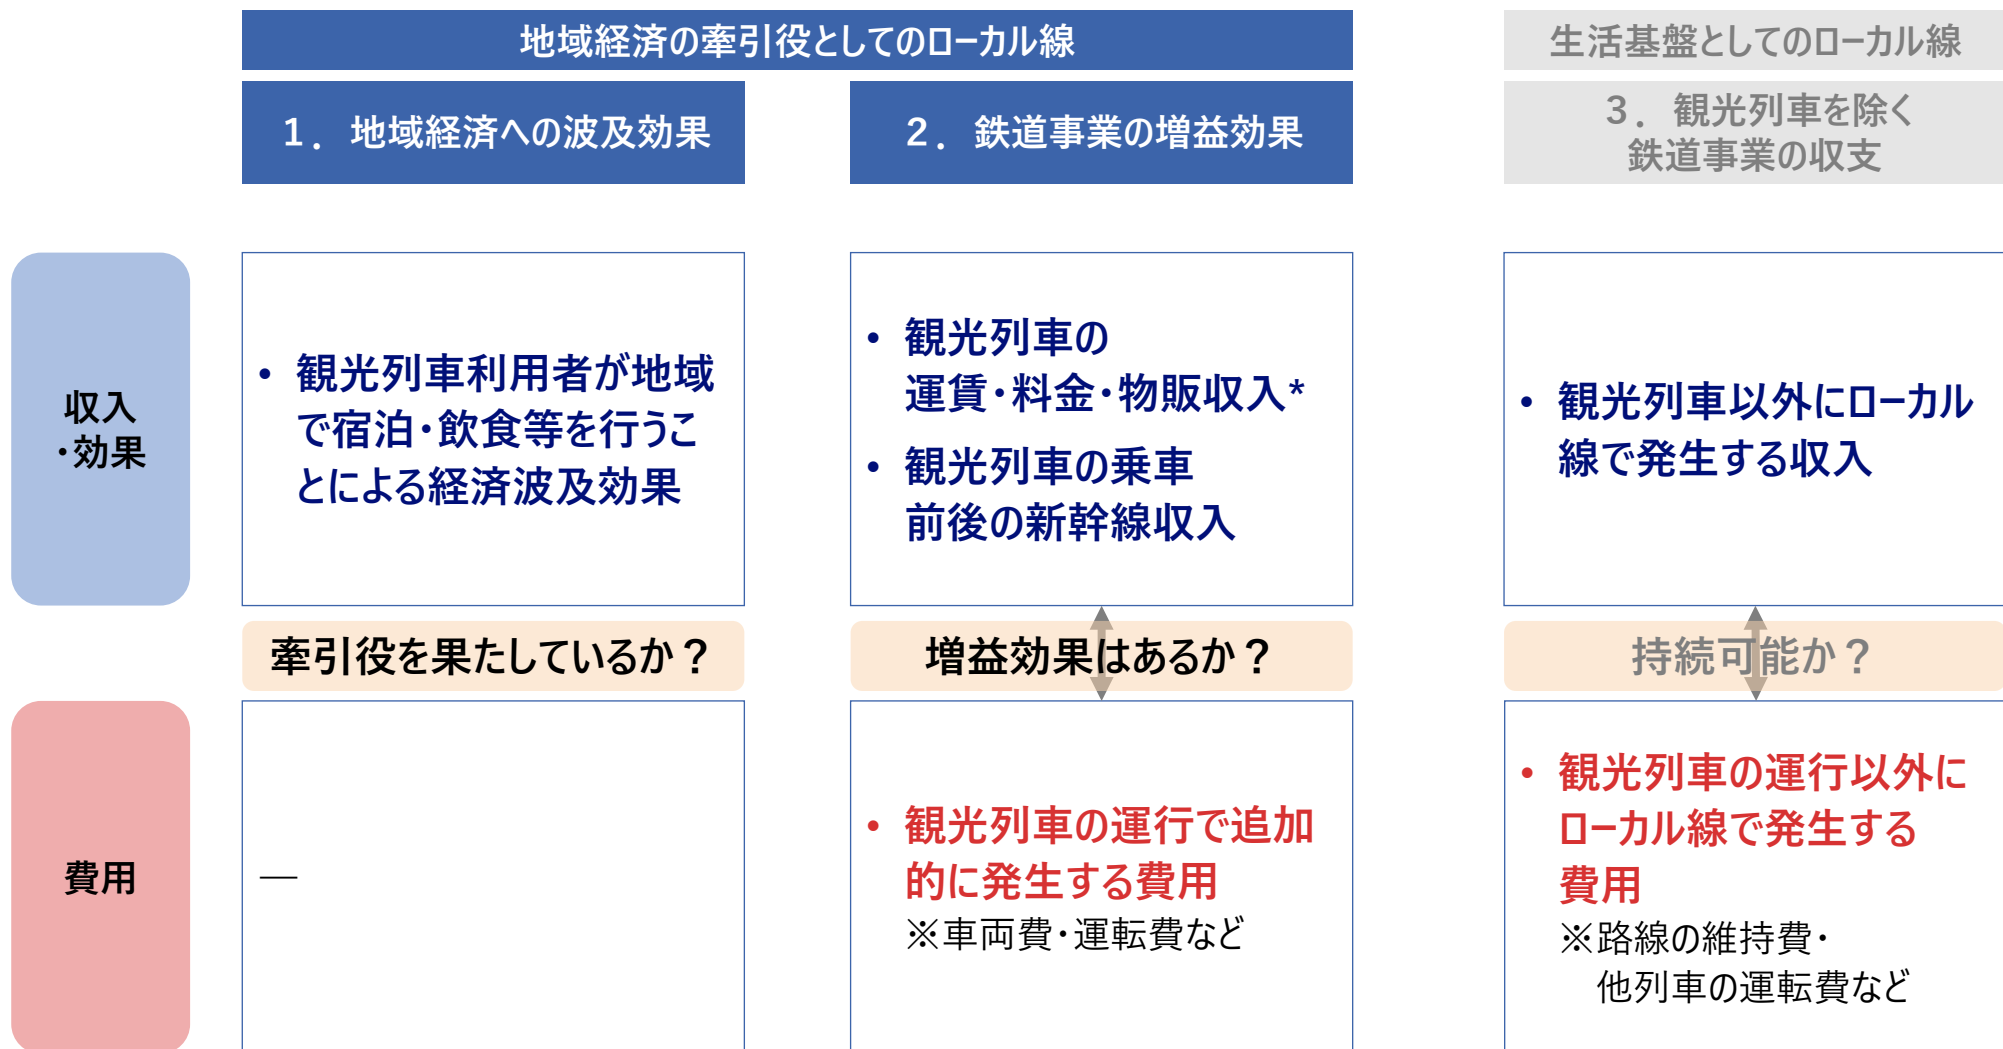 地域経済の牽引役としてのローカル線
生活基盤としてのローカル線
１．地域経済への波及効果
２．鉄道事業の増益効果
３．観光列車を除く
鉄道事業の収支
収入
・効果
• 観光列車利用者が地域
で宿泊・飲食等を行うこ
とによる経済波及効果
• 観光列車の
運賃・料金・物販収入*
• 観光列車の乗車
前後の新幹線収入
• 観光列車以外にローカル
線で発生する収入
牽引役を果たしているか？
増益効果はあるか？
持続可能か？
費用
―
• 観光列車の運行で追加
的に発生する費用
※車両費・運転費など
• 観光列車の運行以外に
ローカル線で発生する
費用
※路線の維持費・
他列車の運転費など